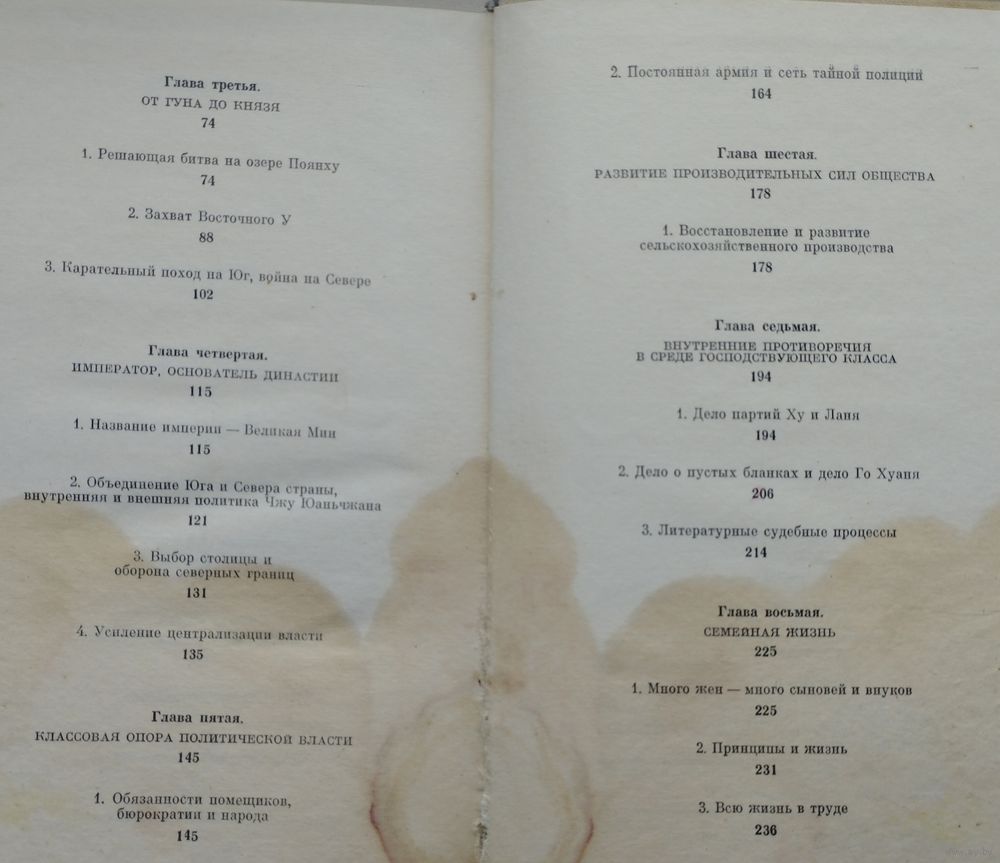 Глава третья.
ОТ ГУНА ДО КНЯЗЯ
74
1. Решающая битва на озере Поянху
74
2. Захват Восточного У
88
3. Карательный поход на Юг, война на Севере
102
Глава четвертая.
ИМПЕРАТОР, ОСНОВАТЕЛЬ ДИНАСТИИ
115
1. Название империи — Великая Мин
115
2. Объединение Юга и Севера страны,
внутренняя и внешняя политика Чжу Юаньчжана
121
3. Выбор столицы и
оборона северных границ
131
4. Усиление централизации власти
135
Глава пятая.
КЛАССОВАЯ ОПОРА ПОЛИТИЧЕСКОЙ ВЛАСТИ
145
1. Обязанности помещиков,
бюрократии и народа
145
2. Постоянная армия и сеть тайной полиции
164
Глава шестая.
РАЗВИТИЕ ПРОИЗВОДИТЕЛЬНЫХ СИЛ ОБЩЕСТВА
178
1. Восстановление и развитие
сельскохозяйственного производства
178
Глава седьмая.
ВНУТРЕННИЕ ПРОТИВОРЕЧИЯ
В СРЕДЕ ГОСПОДСТВУЮЩЕГО КЛАССА
194
1. Дело партий Ху и Ланя
194
2. Дело о пустых бланках и дело Го Хуаня
206
3. Литературные судебные процессы
214
Глава восьмая.
СЕМЕЙНАЯ ЖИЗНЬ
225
1. Много жен — много сыновей и внуков
225
2. Принципы и жизнь
231
3. Всю жизнь в труде
236